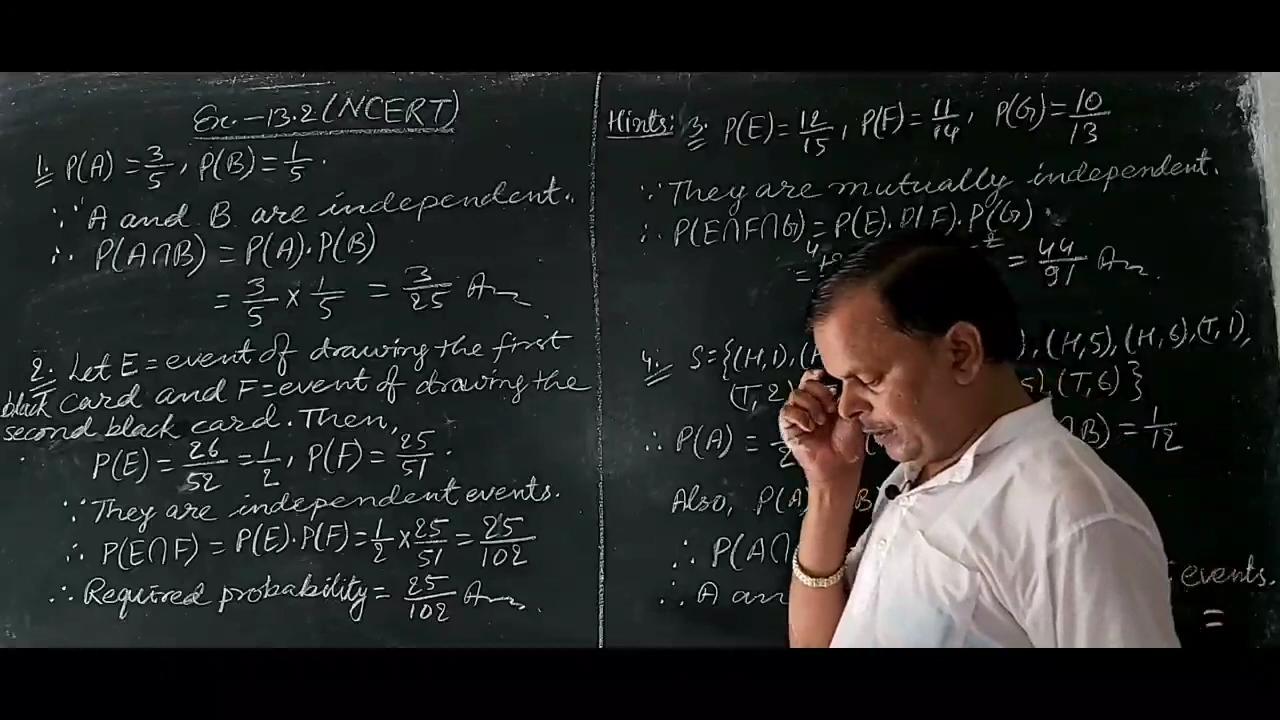 Ex.-13.2 (NCERT)
1. P(A) = 3/5, P(B) = 1/5.
∵ A and B are independent.
∴ P(A∩B) = P(A).P(B)
= 3/5 × 1/5 = 3/25 Ans
2. Let E = event of drawing the first
black card and F = event of drawing the
second black card. Then,
P(E) = 26/52 = 1/2, P(F) = 25/51.
∵ They are independent events.
∴ P(E∩F) = P(E).P(F) = 1/2 × 25/51 = 25/102
∴ Required probability = 25/102 Ans.
Hints: 3. P(E) = 12/15, P(F) = 11/14, P(G) = 10/13
∵ They are mutually independent.
∴ P(E∩F∩G) = P(E).P(F).P(G)
= 44/91 Ans.
4. S = {(H,1), (H,5), (H,6), (T,1),
(T,2) (T,6)}
∴ P(A) = ∩B) = 1/12
Also, P(A) B)
∴ P(A∩
∴ A and events.
=